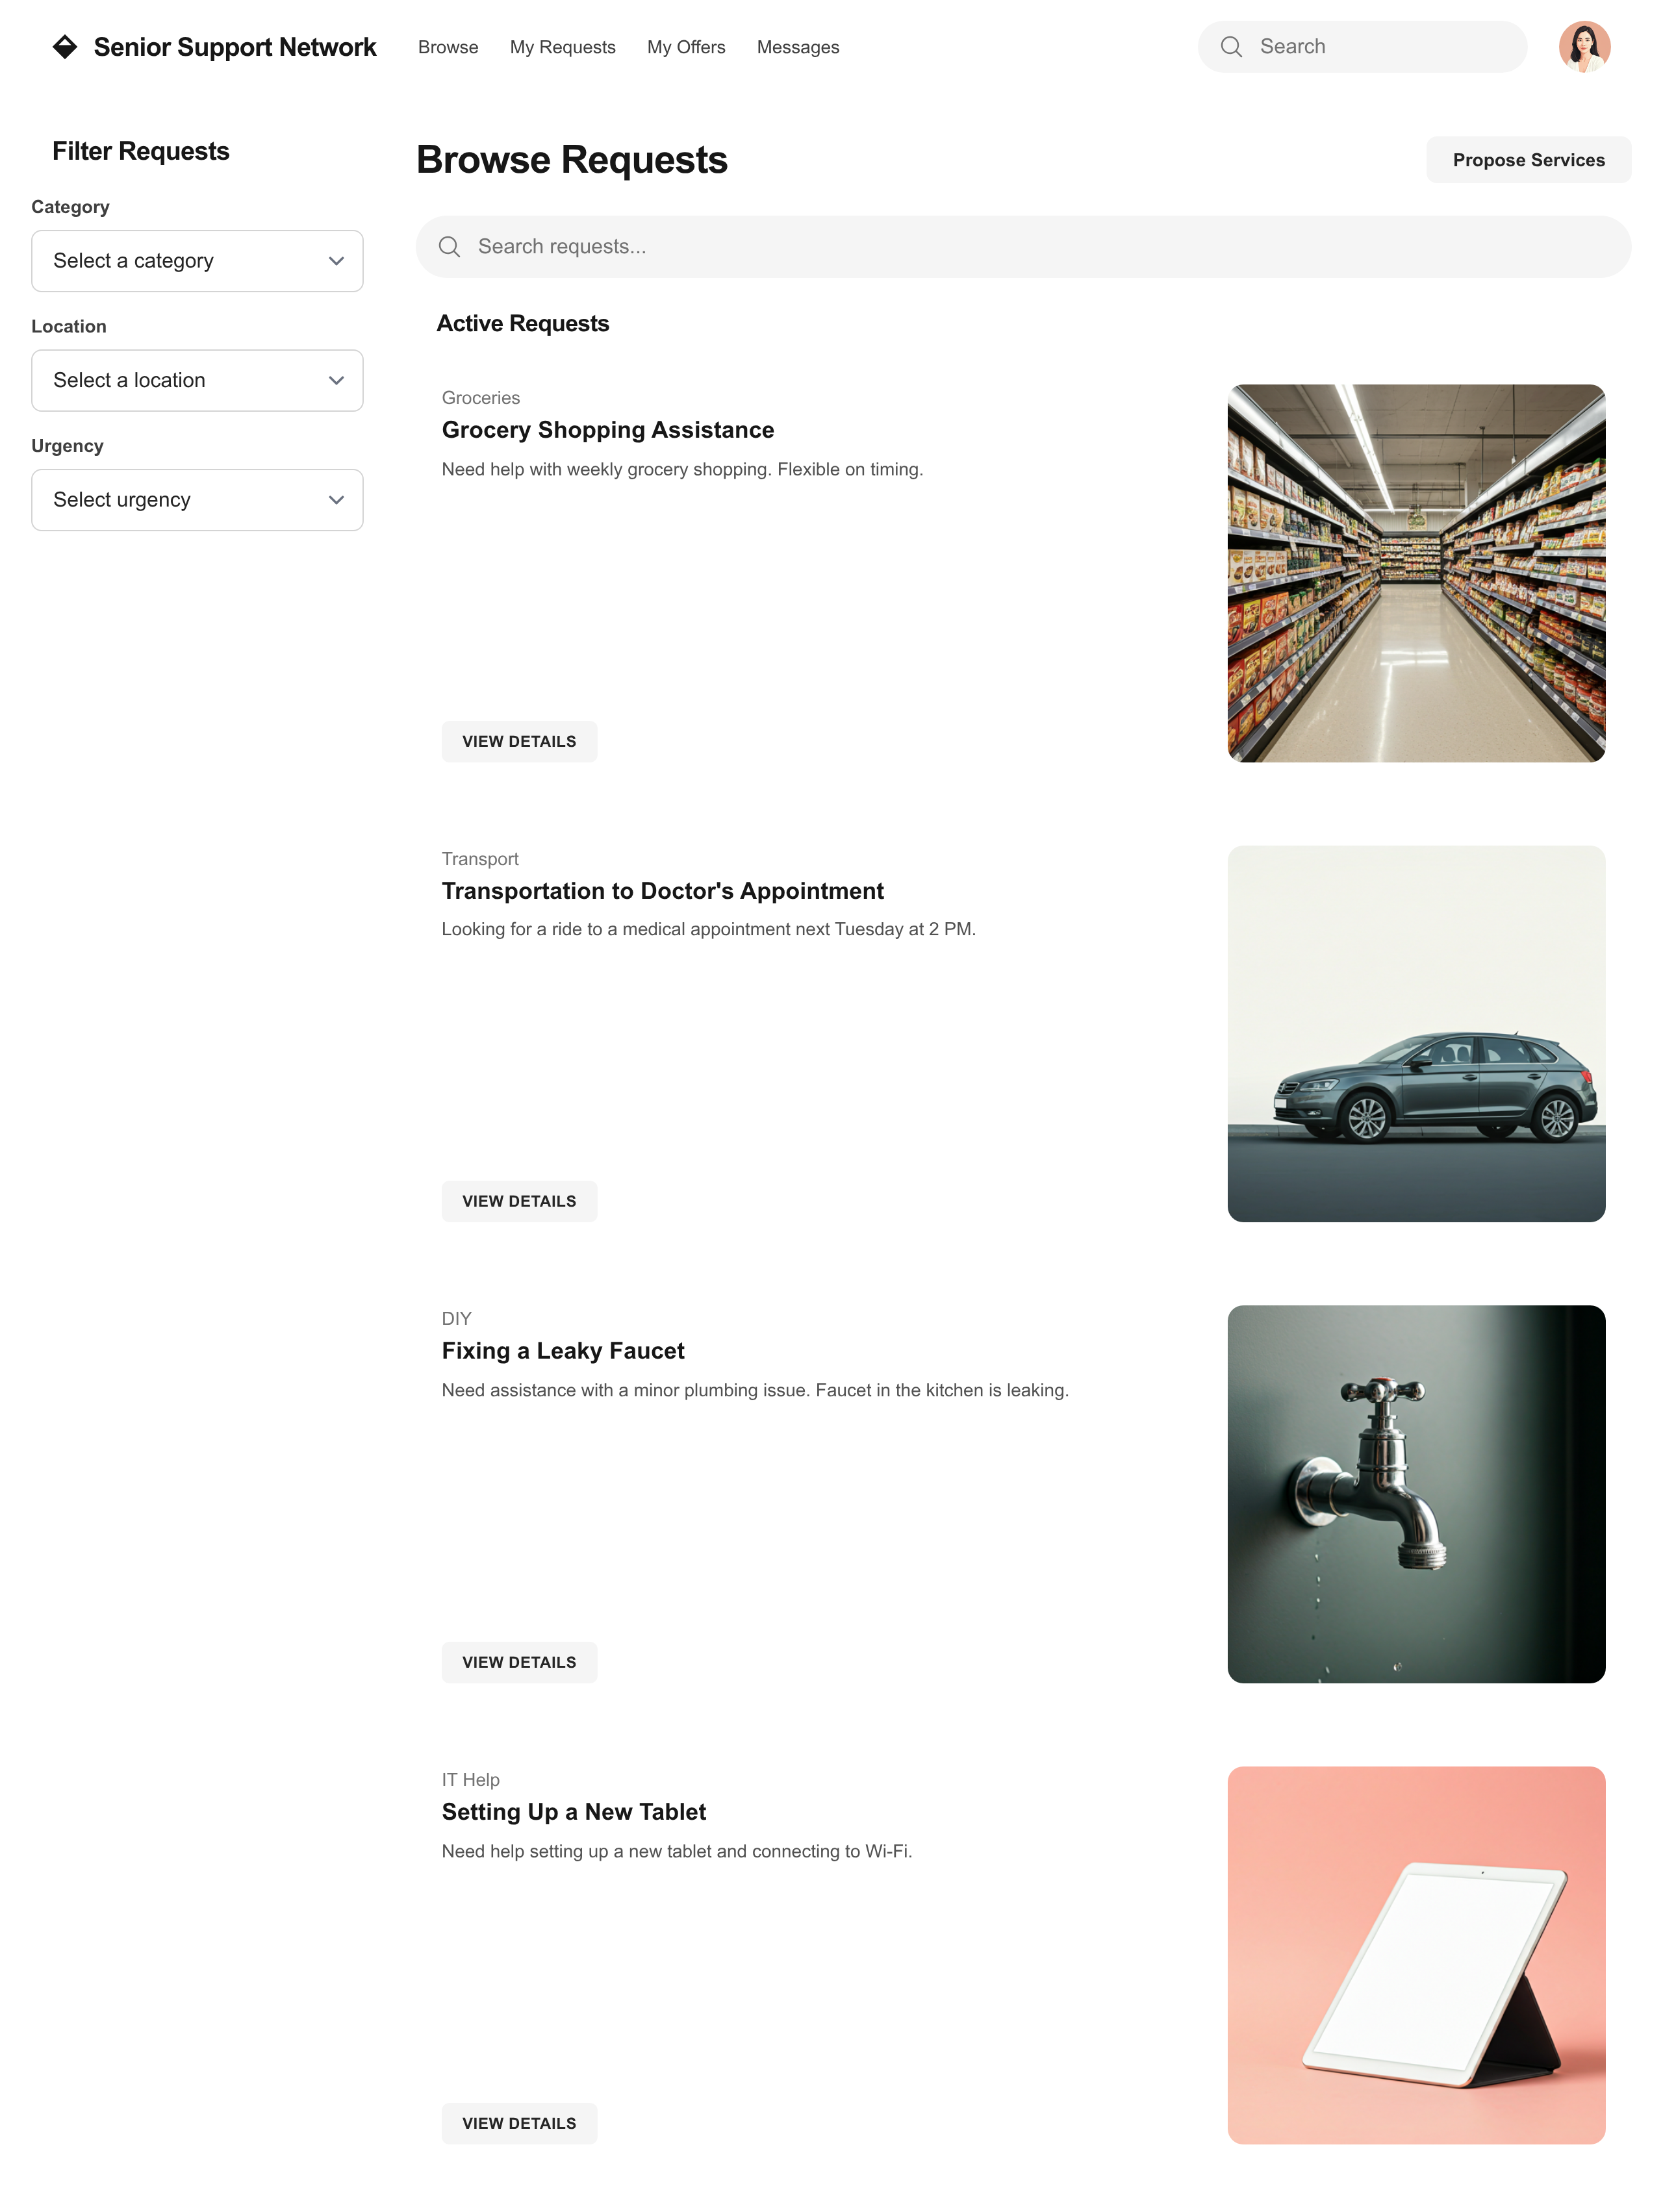 Senior Support Network
Browse
My Requests
My Offers
Messages
Search
Filter Requests
Category
Select a category
Location
Select a location
Urgency
Select urgency
Browse Requests
Propose Services
Search requests...
Active Requests
Groceries
Grocery Shopping Assistance
Need help with weekly grocery shopping. Flexible on timing.
VIEW DETAILS
Transport
Transportation to Doctor's Appointment
Looking for a ride to a medical appointment next Tuesday at 2 PM.
VIEW DETAILS
DIY
Fixing a Leaky Faucet
Need assistance with a minor plumbing issue. Faucet in the kitchen is leaking.
VIEW DETAILS
IT Help
Setting Up a New Tablet
Need help setting up a new tablet and connecting to Wi-Fi.
VIEW DETAILS